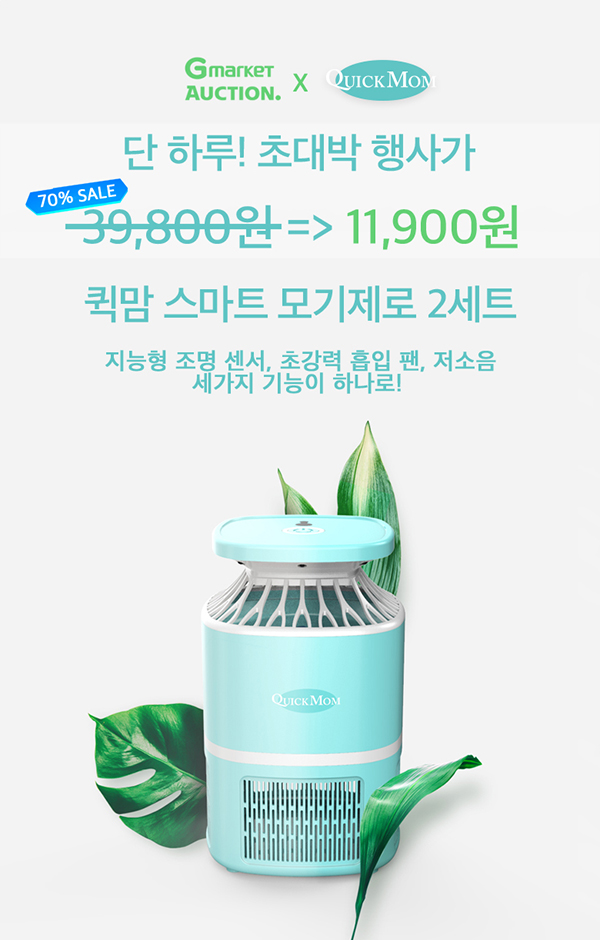 Gmarket
AUCTION. X QUICKMOM
단 하루! 초대박 행사가
70% SALE
39,800원 => 11,900원
퀵맘 스마트 모기제로 2세트
지능형 조명 센서, 초강력 흡입 팬, 저소음
세가지 기능이 하나로!
QUICKMOM